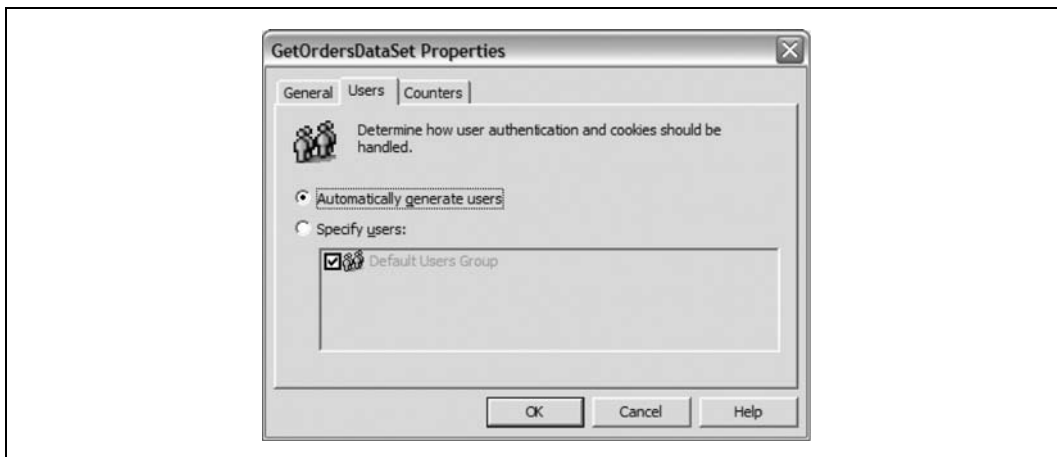 GetOrdersDataSet Properties
General Users Counters
Determine how user authentication and cookies should be
handled.
Automatically generate users
Specify users:
Default Users Group
OK Cancel Help